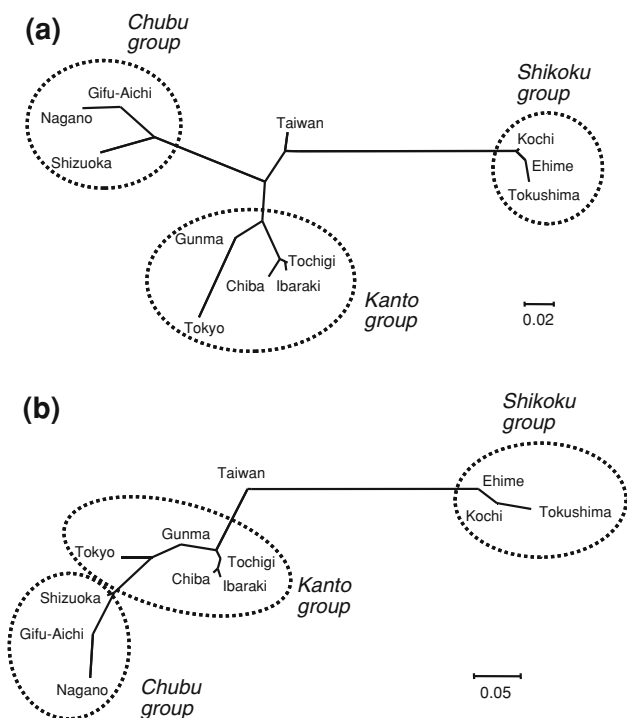 (a)
Chubu
group
Gifu-Aichi
Nagano
Shizuoka
Taiwan
Shikoku
group
Kochi
Ehime
Tokushima
Gunma
Tochigi
Chiba
Ibaraki
Tokyo
Kanto
group
0.02
(b)
Shikoku
group
Taiwan
Ehime
Kochi
Tokushima
Gunma
Tokyo
Tochigi
Chiba
Ibaraki
Kanto
group
Shizuoka
Gifu-Aichi
Nagano
Chubu
group
0.05